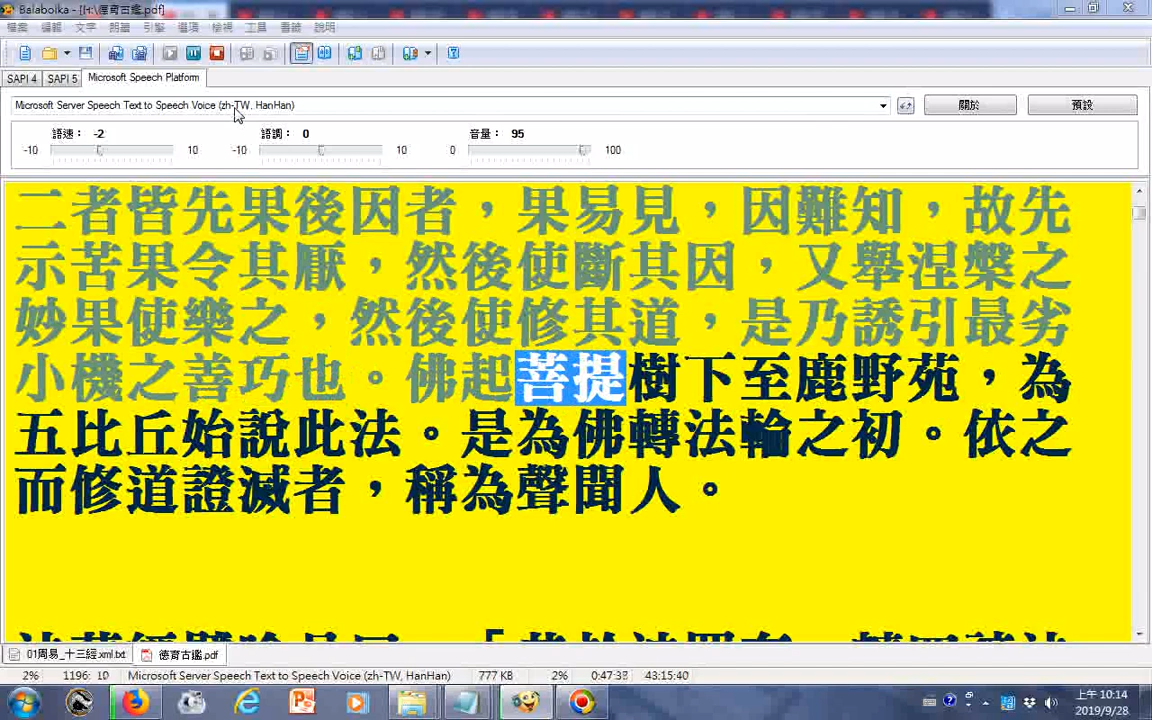 Balabolka - [H:\德育古鑑.pdf]
檔案 編輯 文字 朗讀 引擎 選項 檢視 工具 書籤 說明
SAPI 4 SAPI 5 Microsoft Speech Platform
Microsoft Server Speech Text to Speech Voice (zh-TW, HanHan) 關於 預設
語速： -2 語調： 0 音量： 95
-10 10 -10 10 0 100
二者皆先果後因者，果易見，因難知，故先
示苦果令其厭，然後使斷其因，又舉涅槃之
妙果使樂之，然後使修其道，是乃誘引最劣
小機之善巧也。佛起菩提樹下至鹿野苑，為
五比丘始說此法。是為佛轉法輪之初。依之
而修道證滅者，稱為聲聞人。
01周易_十三經.xml.txt 德育古鑑.pdf
2% 1196: 10 Microsoft Server Speech Text to Speech Voice (zh-TW, HanHan) 777 KB 2% 0:47:38 43:15:40
上午 10:14
2019/9/28